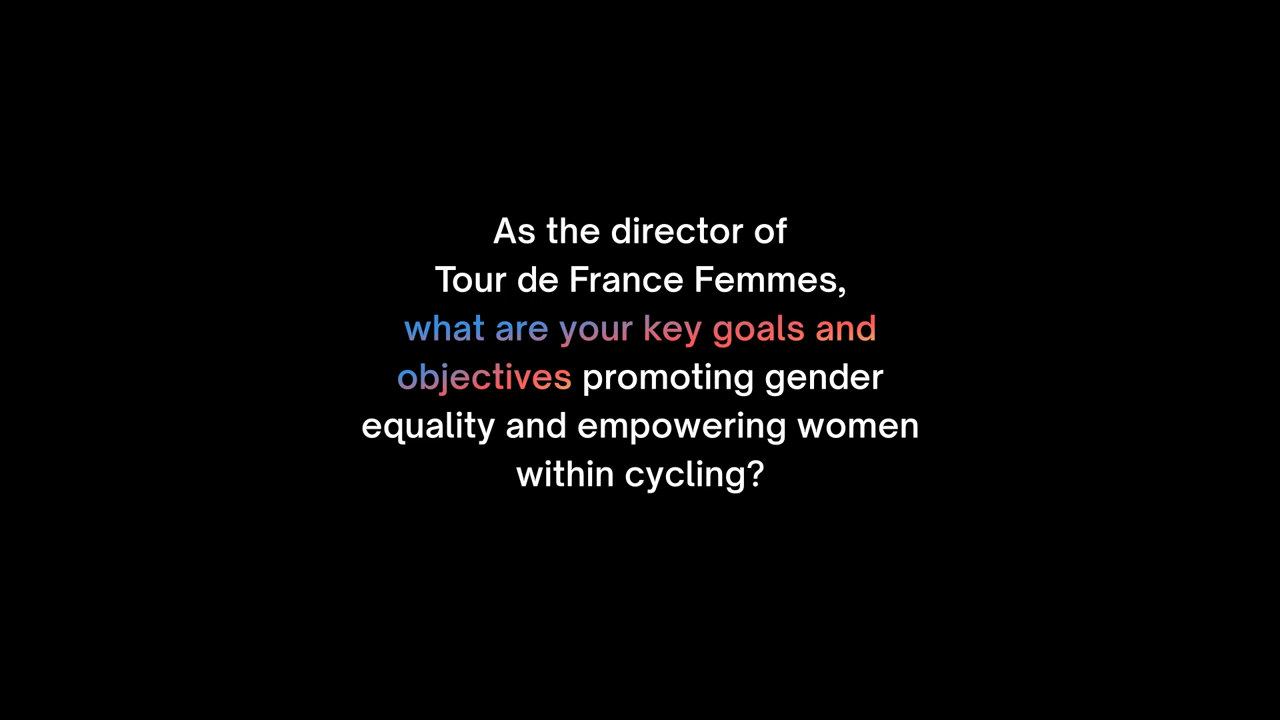 As the director of
Tour de France Femmes,
what are your key goals and
objectives promoting gender
equality and empowering women
within cycling?